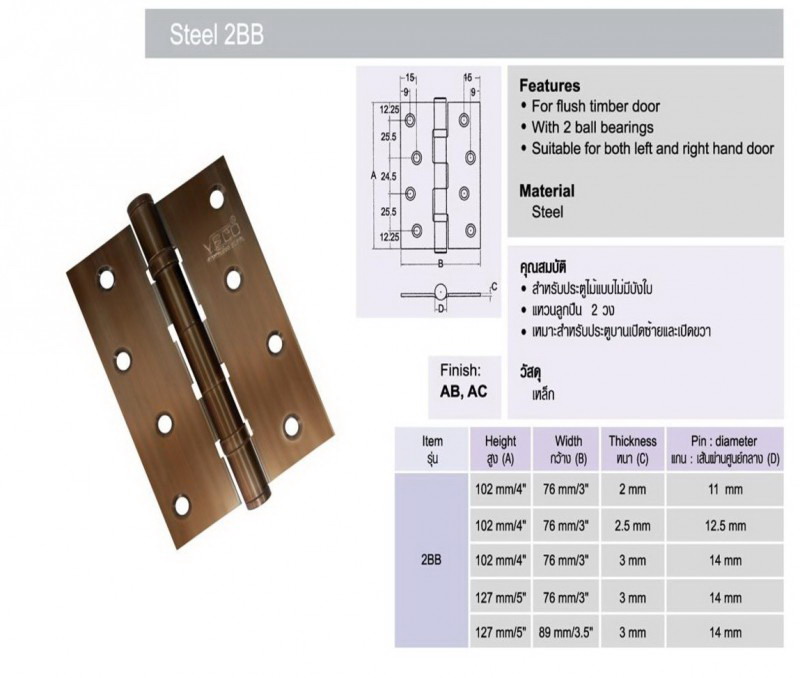 Steel 2BB
15 15
9 9
12.25
25.5
A 24.5
25.5
12.25
B
C
D
Features
• For flush timber door
• With 2 ball bearings
• Suitable for both left and right hand door
Material
Steel
คุณสมบัติ
• สำหรับประตูไม้แบบไม่มีบังใบ
• แหวนลูกปืน 2 วง
• เหมาะสำหรับประตูบานเปิดซ้ายและเปิดขวา
วัสดุ
เหล็ก
Finish:
AB, AC
YECO
Item Height Width Thickness Pin : diameter
รุ่น สูง (A) กว้าง (B) หนา (C) แกน : เส้นผ่านศูนย์กลาง (D)
102 mm/4" 76 mm/3" 2 mm 11 mm
102 mm/4" 76 mm/3" 2.5 mm 12.5 mm
2BB 102 mm/4" 76 mm/3" 3 mm 14 mm
127 mm/5" 76 mm/3" 3 mm 14 mm
127 mm/5" 89 mm/3.5" 3 mm 14 mm